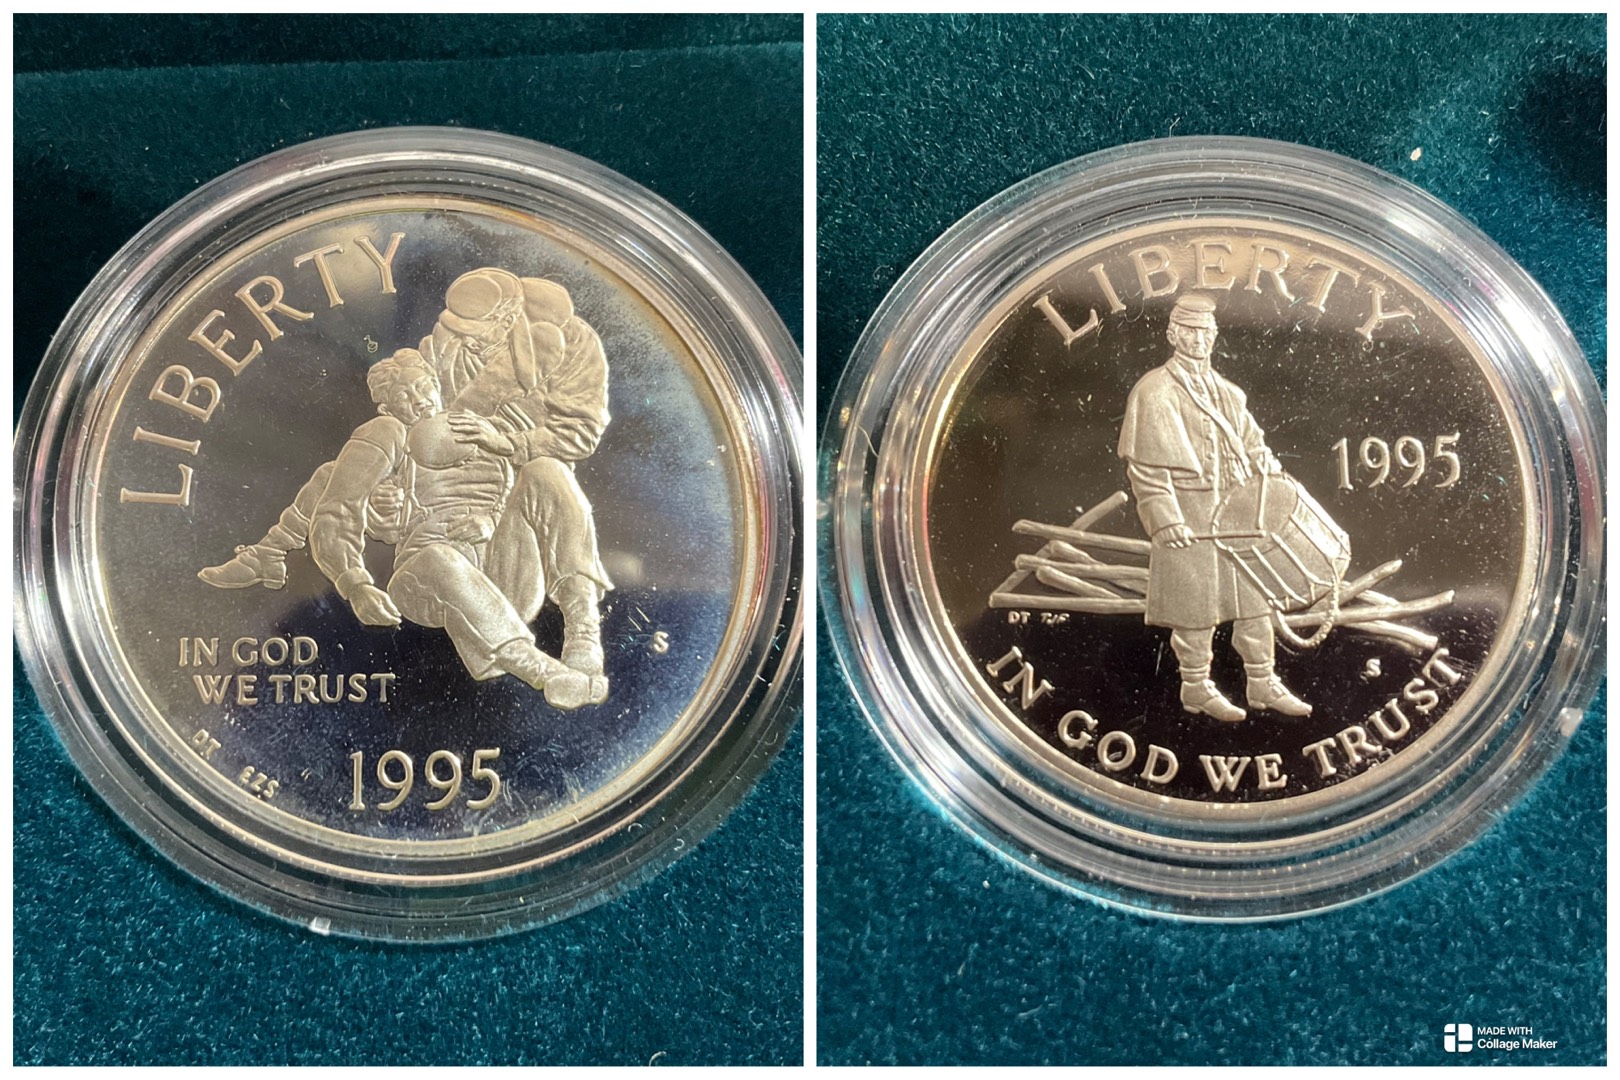 LIBERTY
IN GOD
WE TRUST
1995
S
DT
EZS
LIBERTY
1995
DT TJF
S
IN GOD WE TRUST
MADE WITH
Collage Maker